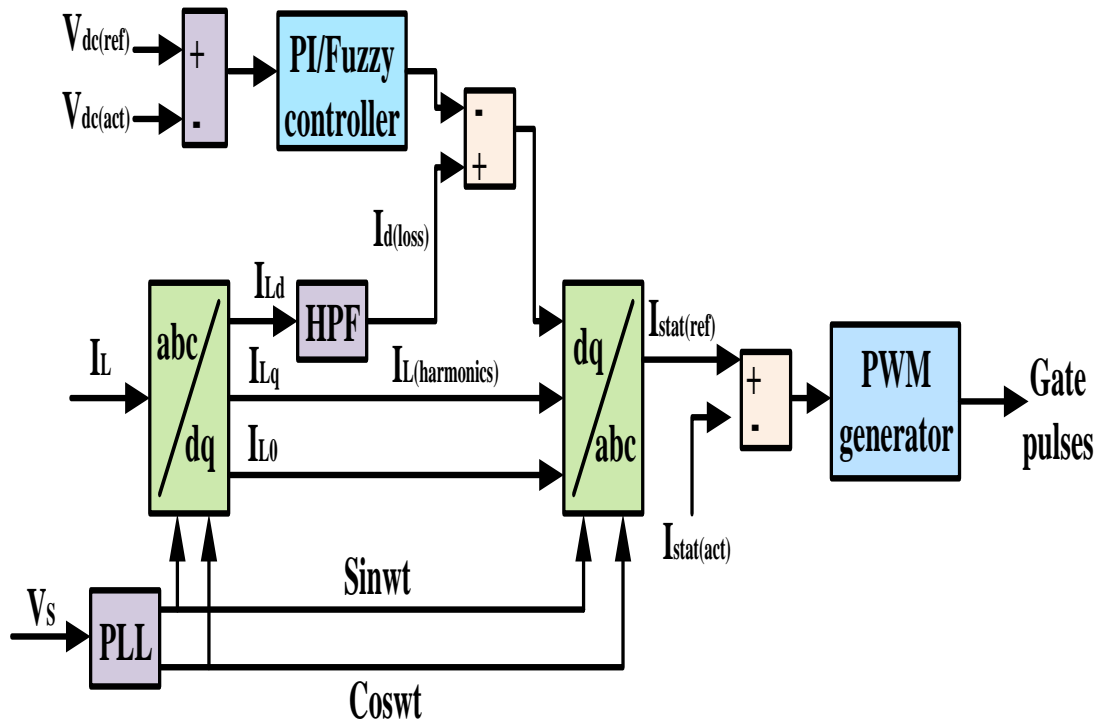 Vdc(ref)
+
Vdc(act)
-
PI/Fuzzy
controller
-
+
Id(loss)
ILd
HPF
abc
dq
IL
ILq
IL(harmonics)
IL0
dq
abc
Istat(ref)
+
-
Istat(act)
PWM
generator
Gate
pulses
VS
PLL
Sinwt
Coswt